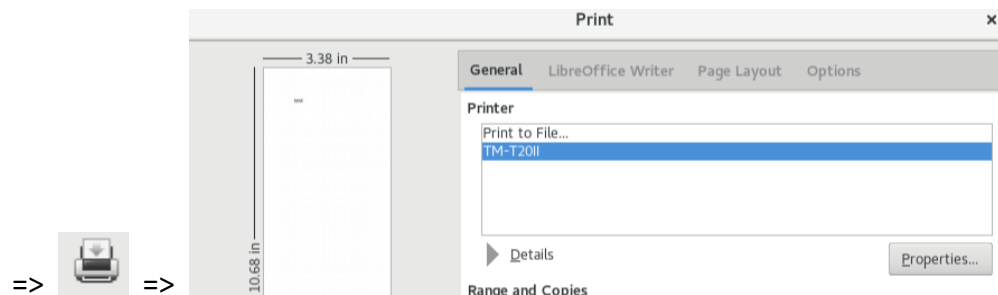 Print ×
3.38 in
General LibreOffice Writer Page Layout Options
Printer
Print to File...
TM-T20II
Details
Properties...
10.68 in
=> =>
Range and Copies